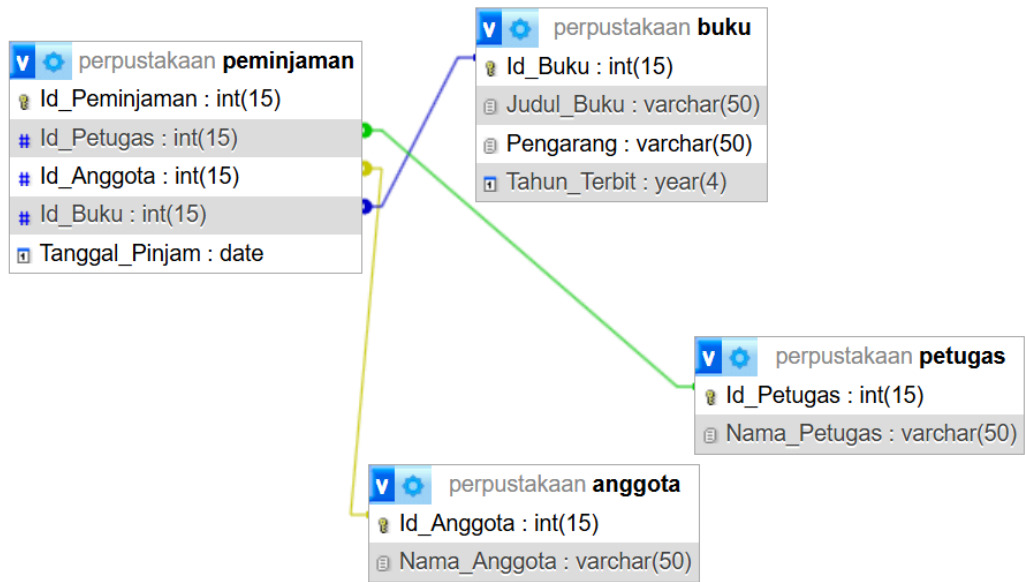 perpustakaan peminjaman
Id_Peminjaman : int(15)
# Id_Petugas : int(15)
# Id_Anggota : int(15)
# Id_Buku : int(15)
Tanggal_Pinjam : date
perpustakaan buku
Id_Buku : int(15)
Judul_Buku : varchar(50)
Pengarang : varchar(50)
Tahun_Terbit : year(4)
perpustakaan petugas
Id_Petugas : int(15)
Nama_Petugas : varchar(50)
perpustakaan anggota
Id_Anggota : int(15)
Nama_Anggota : varchar(50)